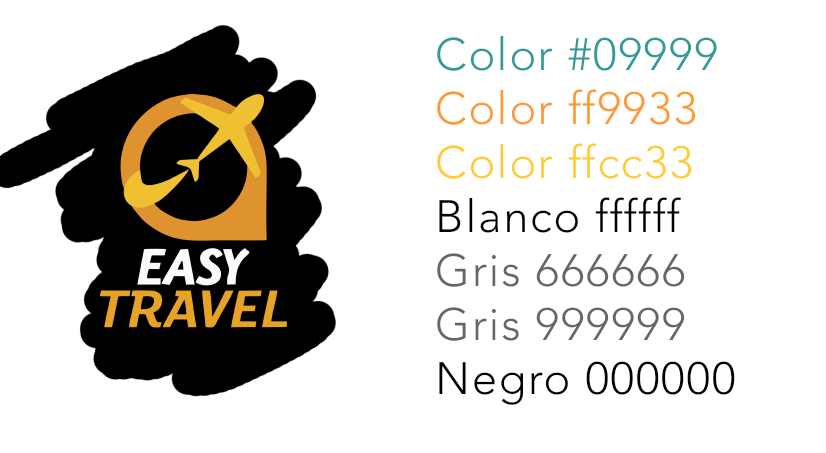 EASY
TRAVEL
Color #09999
Color ff9933
Color ffcc33
Blanco ffffff
Gris 666666
Gris 999999
Negro 000000